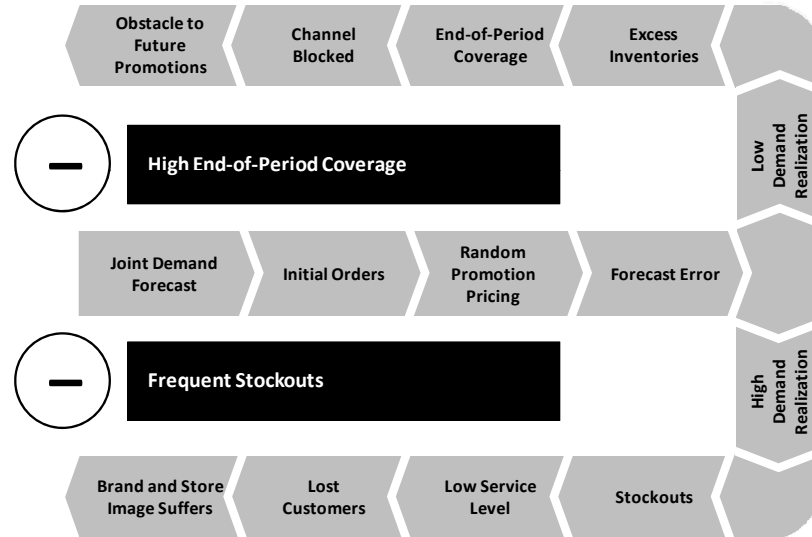 Obstacle to
Future
Promotions
Channel
Blocked
End-of-Period
Coverage
Excess
Inventories
Low
Demand
Realization
–
High End-of-Period Coverage
Joint Demand
Forecast
Initial Orders
Random
Promotion
Pricing
Forecast Error
–
Frequent Stockouts
High
Demand
Realization
Brand and Store
Image Suffers
Lost
Customers
Low Service
Level
Stockouts